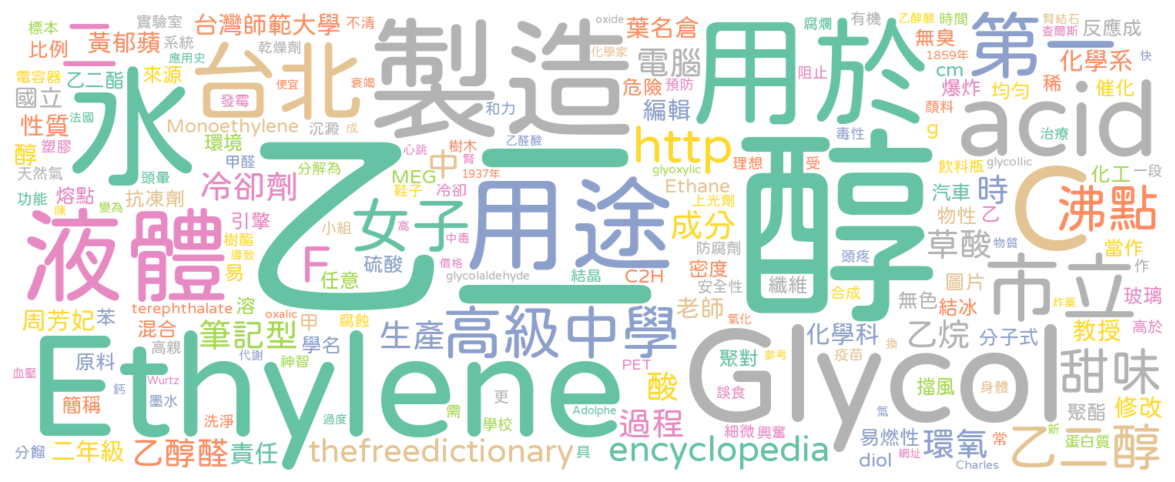 標本
實驗室
台灣師範大學
不清
oxide
葉名倉
有機
乙醇酸
時間
腎結石
查爾斯
反應成
二
比例
黃郁蘋
系統
乾燥劑
應用史
化學家
電腦
用於
腐爛
無臭
第一
1859年
快
電容器
乙二酯
來源
台北
便宜
衰竭
製造
危險
預防
阻止
cm
化學系
國立
水
發霉
和力
編輯
爆炸
均勻
稀
催化
性質
法國
Monoethylene
沉澱
成
顏料
g
acid
塑膠
環境
乙醛酸
http
毒性
治療
醇
甲醛
心跳
樹木
腎
中
理想
受
飲料瓶
glycollic
天然氣
頭暈
分解為
1937年
glyoxylic
化工
一段
功能
熔點
冷卻劑
MEG
冷卻
Ethane
汽車
時
抗凍劑
鞋子
上光劑
物性
乙
C
沸點
陳
變為
引擎
女子
高
用途
成分
醇
液體
樹酯
小組
中毒
防腐劑
頭疼
草酸
物質
當作
導致
易
F
任意
硫酸
價格
結晶
C2H
密度
安全性
纖維
圖片
市立
作
乙二
glycolaldehyde
合成
無色
結冰
炸藥
玻璃
terephthalate
溶
oxalic
老師
周芳妃
苯
混合
筆記型
甲
腐蝕
生產
高級中學
氧化
化學科
乙烷
分子式
教授
高於
原料
高親
學名
代謝
神智
PET
聚對
參考
疫苗
換
甜味
血壓
鈣
Wurtz
Ethylene
酸
誤食
Glycol
擋風
身體
簡稱
墨水
洗淨
過度
需
更
學校
Adolphe
過程
細微
興奮
聚酯
修改
氣
易燃性
環氧
常
新
分餾
二年級
乙醇醛
責任
thefreedictionary
具
encyclopedia
diol
網址
Charles
乙二醇
蛋白質